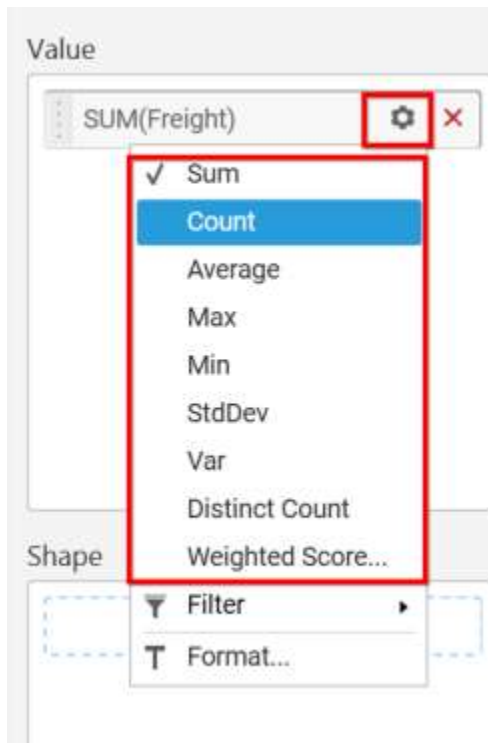 Value
SUM(Freight)
Sum
Count
Average
Max
Min
StdDev
Var
Distinct Count
Shape
Weighted Score...
Filter
Format...